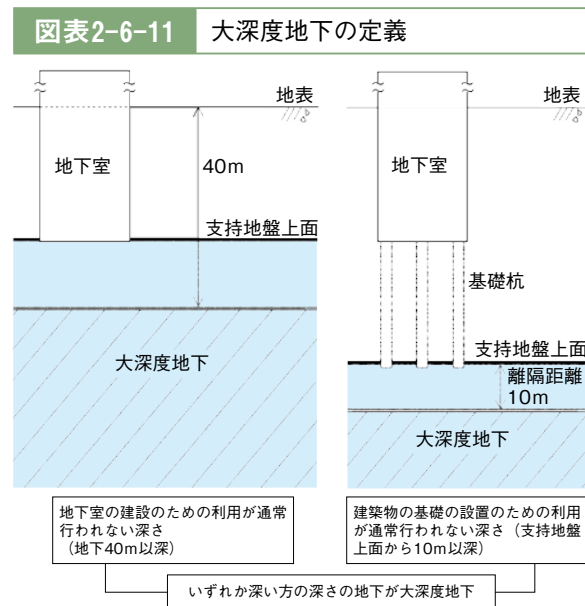 図表2-6-11 大深度地下の定義
地表
地下室
40m
支持地盤上面
大深度地下
地表
地下室
基礎杭
支持地盤上面
離隔距離
10m
大深度地下
地下室の建設のための利用が通常
行われない深さ
(地下40m以深)
建築物の基礎の設置のための利用
が通常行われない深さ(支持地盤
上面から10m以深)
いずれか深い方の深さの地下が大深度地下